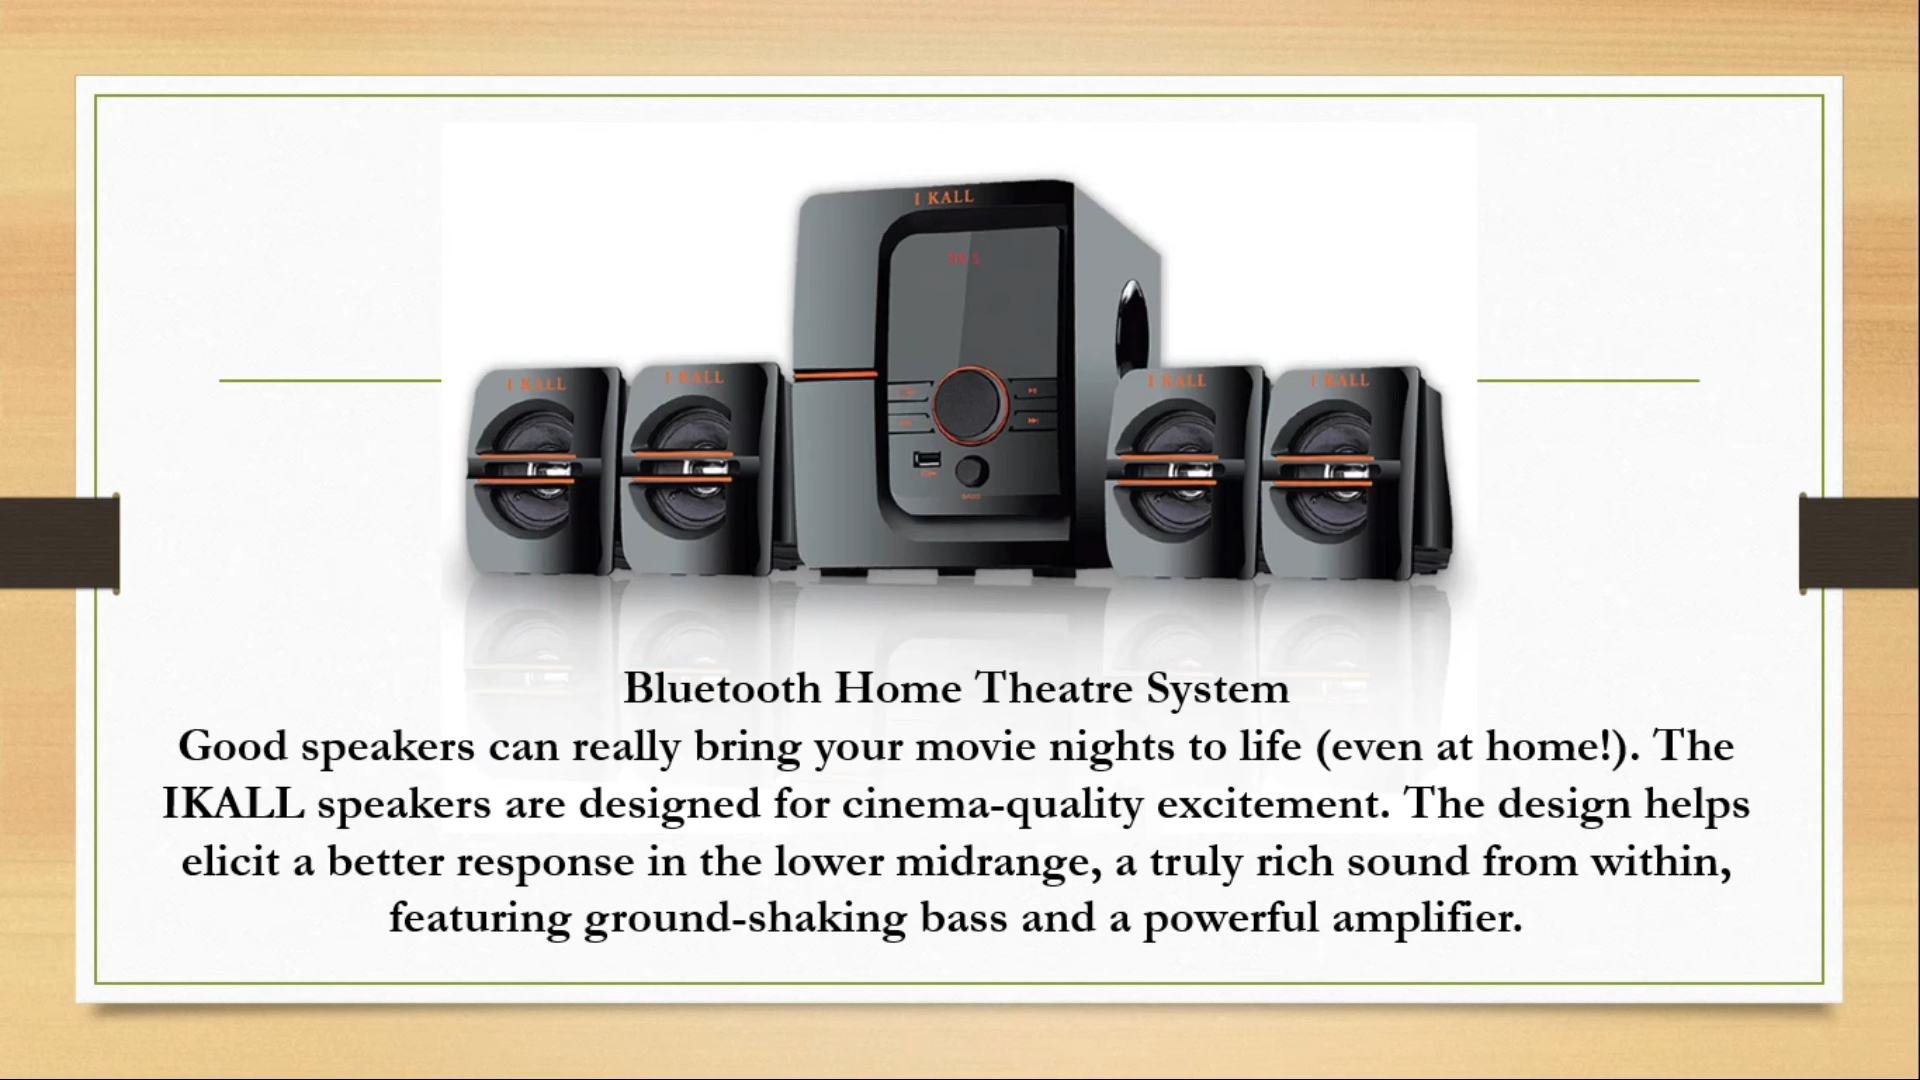 I KALL
I KALL
I KALL
I KALL
I KALL
BASS
Bluetooth Home Theatre System
Good speakers can really bring your movie nights to life (even at home!). The
IKALL speakers are designed for cinema-quality excitement. The design helps
elicit a better response in the lower midrange, a truly rich sound from within,
featuring ground-shaking bass and a powerful amplifier.